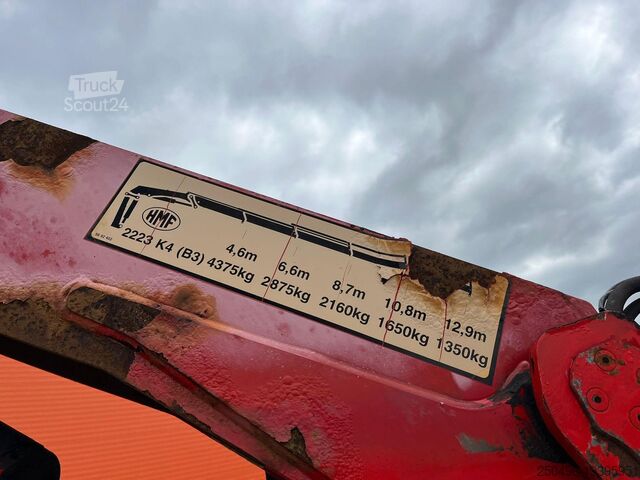 Truck
Scout24
HMF
4,6m 6,6m 8,7m 10,8m 12,9m
2223 K4 (B3) 4375kg 2875kg 2160kg 1650kg 1350kg